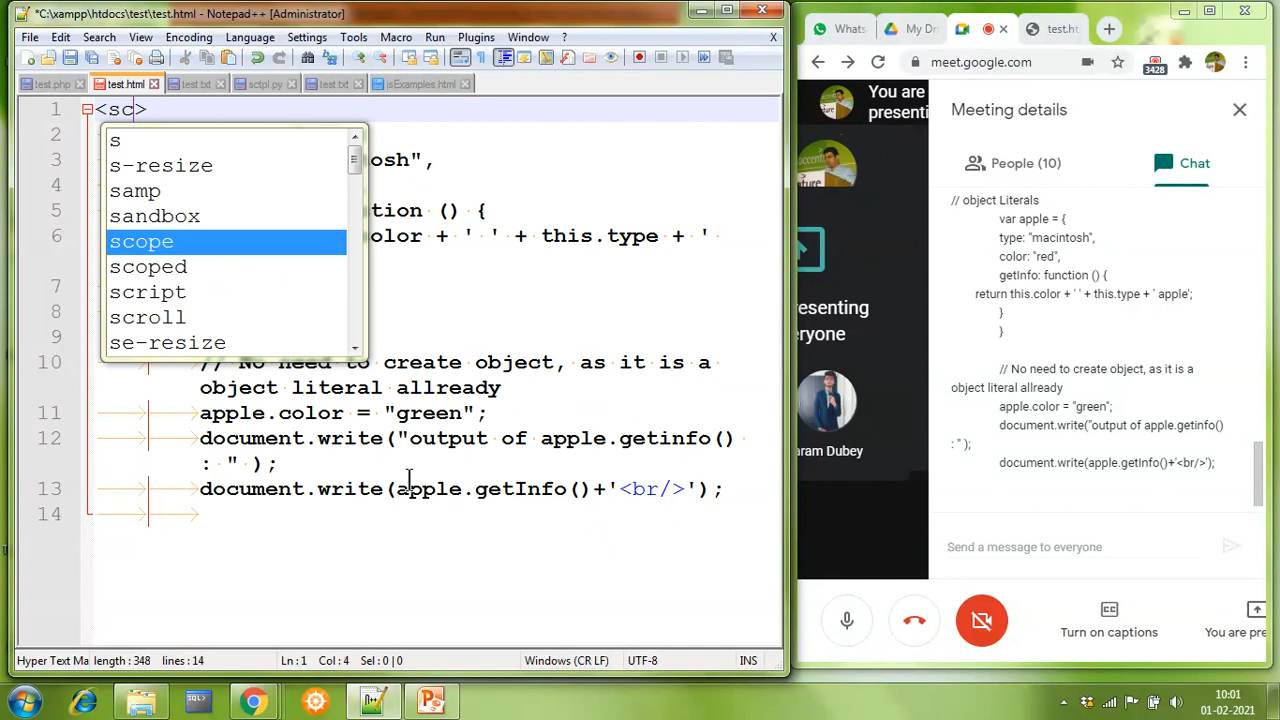 *C:\xampp\htdocs\test\test.html - Notepad++ [Administrator]
File Edit Search View Encoding Language Settings Tools Macro Run Plugins Window ? X
test.php test.html test.txt sctpl.py test.txt jsExamples.html
1 <sc>
2
3 osh",
4
5 tion () {
6 olor + ' ' + this.type + '
7
8
9
10 // No need to create object, as it is a
object literal allready
11 apple.color = "green";
12 document.write("output of apple.getinfo()
: " );
13 document.write(apple.getInfo()+'<br/>');
14
s
s-resize
samp
sandbox
scope
scoped
script
scroll
se-resize
Hyper Text Ma length: 348 lines: 14 Ln: 1 Col: 4 Sel: 0 | 0 Windows (CR LF) UTF-8 INS
Whats My Dr test.ht
meet.google.com 3428
You are
presenti
accent
ture
resenting
eryone
aram Dubey
Meeting details
People (10) Chat
// object Literals
var apple = {
type: "macintosh",
color: "red",
getInfo: function () {
return this.color + ' ' + this.type + ' apple';
}
}
// No need to create object, as it is a
object literal allready
apple.color = "green";
document.write("output of apple.getinfo()
: " );
document.write(apple.getInfo()+'<br/>');
Send a message to everyone
Turn on captions You are pre
10:01
01-02-2021